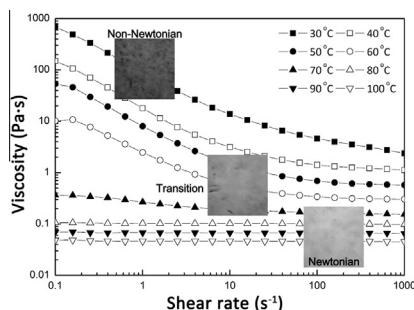 Non-Newtonian
30°C 40°C
50°C 60°C
70°C 80°C
90°C 100°C
Transition
Newtonian
Viscosity (Pa·s)
1000
100
10
1
0.1
0.01
0.1 1 10 100 1000
Shear rate (s⁻¹)